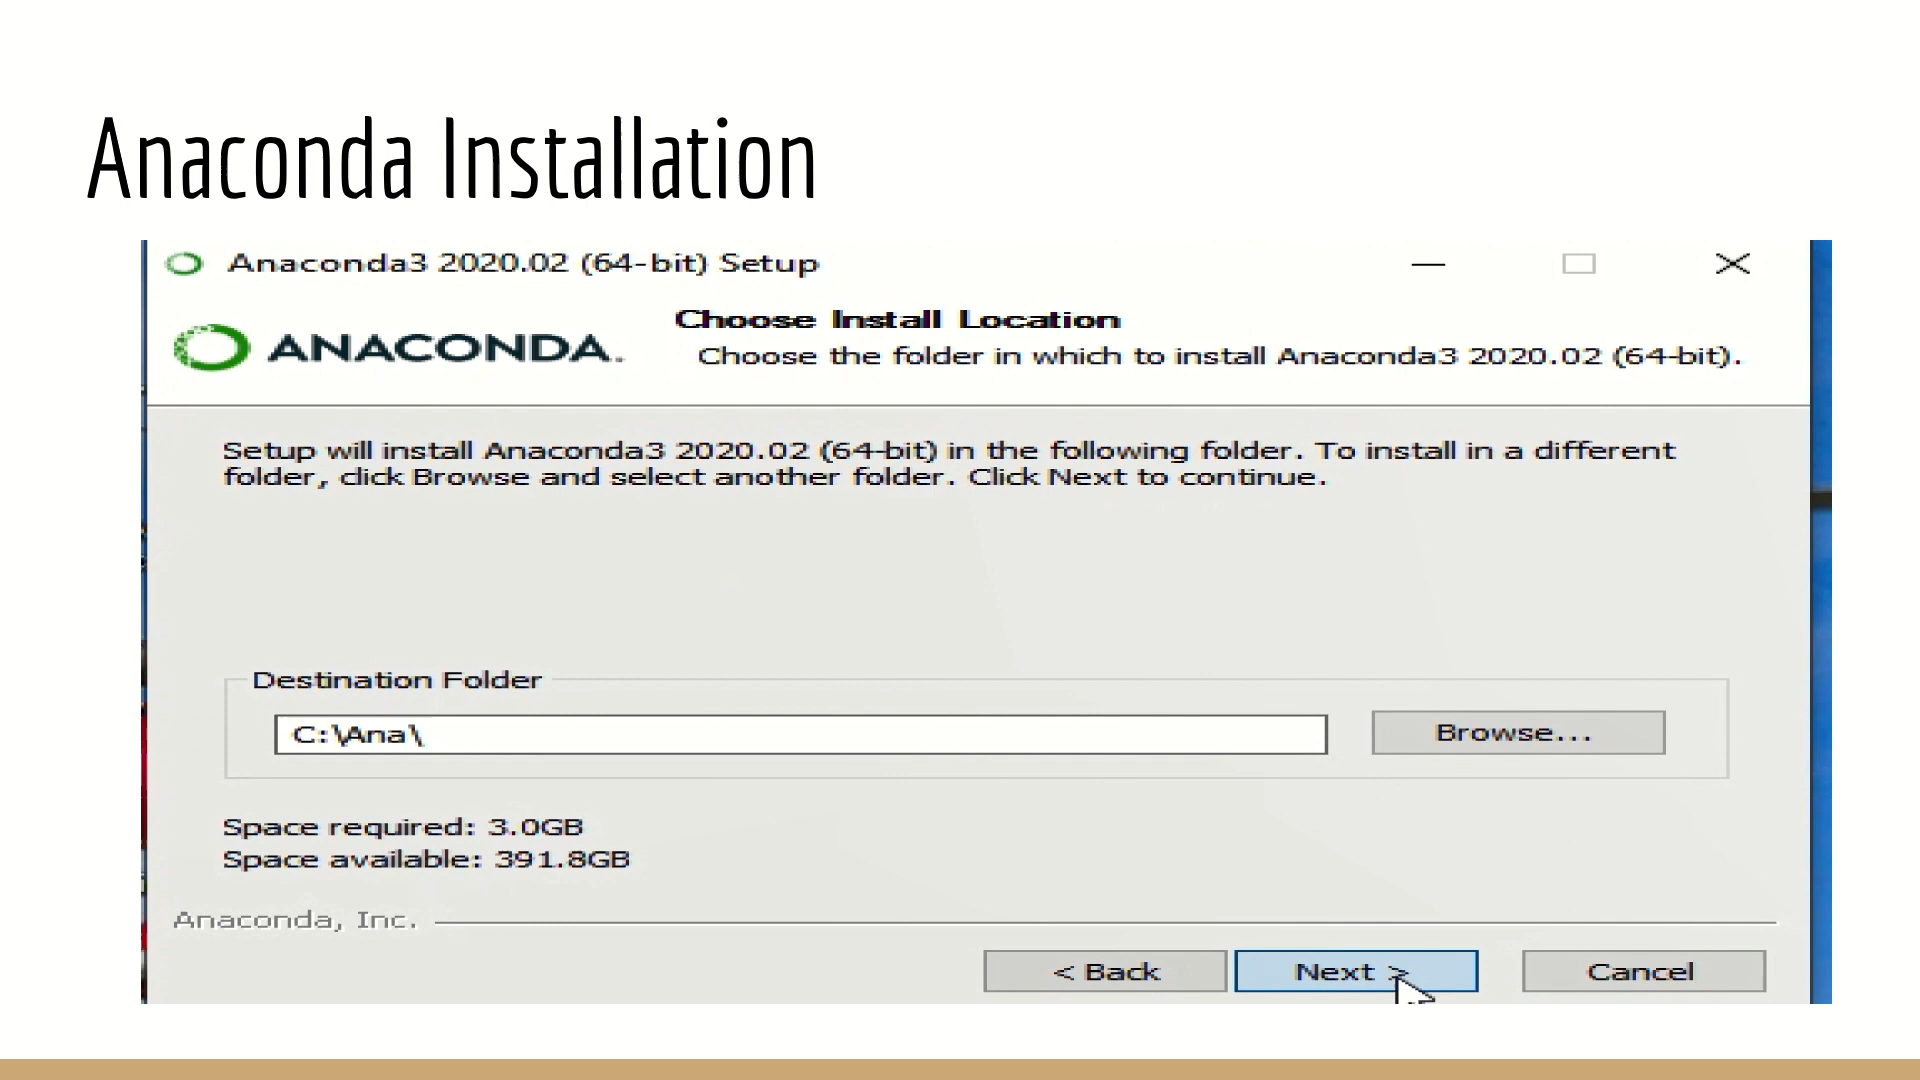 Anaconda Installation
Anaconda3 2020.02 (64-bit) Setup
ANACONDA.
Choose Install Location
Choose the folder in which to install Anaconda3 2020.02 (64-bit).
Setup will install Anaconda3 2020.02 (64-bit) in the following folder. To install in a different
folder, click Browse and select another folder. Click Next to continue.
Destination Folder
C:\Ana\
Browse...
Space required: 3.0GB
Space available: 391.8GB
Anaconda, Inc.
< Back
Next >
Cancel